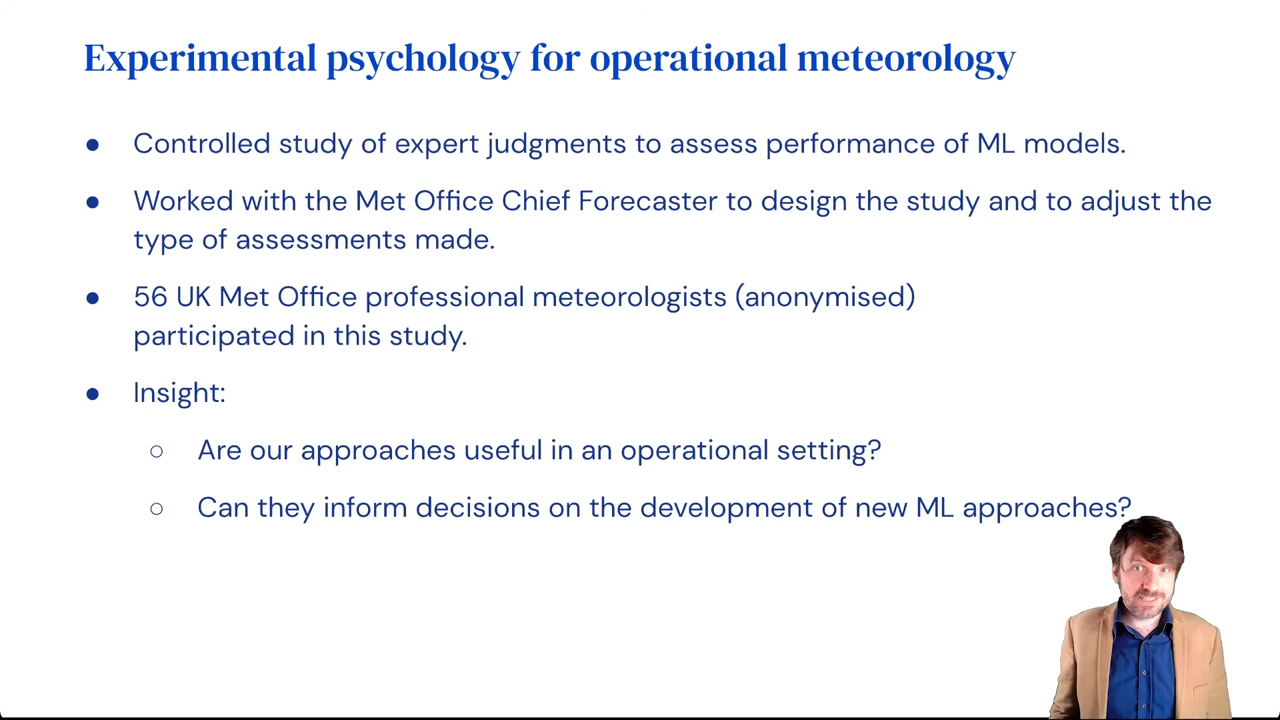 Experimental psychology for operational meteorology
● Controlled study of expert judgments to assess performance of ML models.
● Worked with the Met Office Chief Forecaster to design the study and to adjust the
type of assessments made.
● 56 UK Met Office professional meteorologists (anonymised)
participated in this study.
● Insight:
○ Are our approaches useful in an operational setting?
○ Can they inform decisions on the development of new ML approaches?